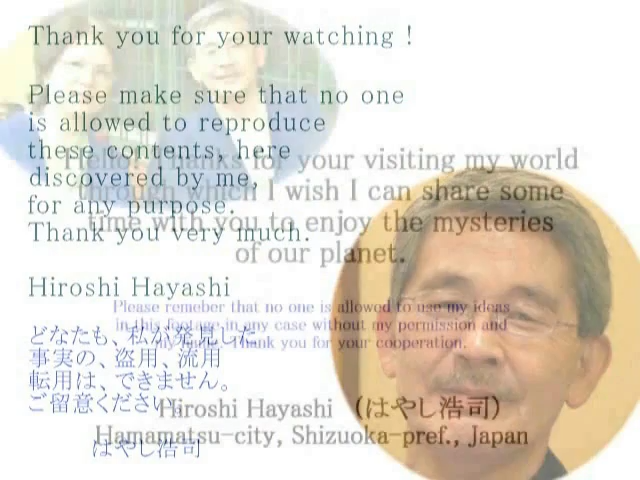 Thank you for your watching !
Please make sure that no one
is allowed to reproduce
these contents, here
discovered by me,
for any purpose.
Thank you very much.
Hiroshi Hayashi
どなたも、私が発見した
事実の、盗用、流用
転用は、できません。
ご留意ください。
はやし浩司
Hello! Thanks for your visiting my world
through which I wish I can share some
time with you to enjoy the mysteries
of our planet.
Please remeber that no one is allowed to use my ideas
in this footage in any case without my permission and
thank you for your cooperation.
Hiroshi Hayashi （はやし浩司）
Hamamatsu-city, Shizuoka-pref., Japan